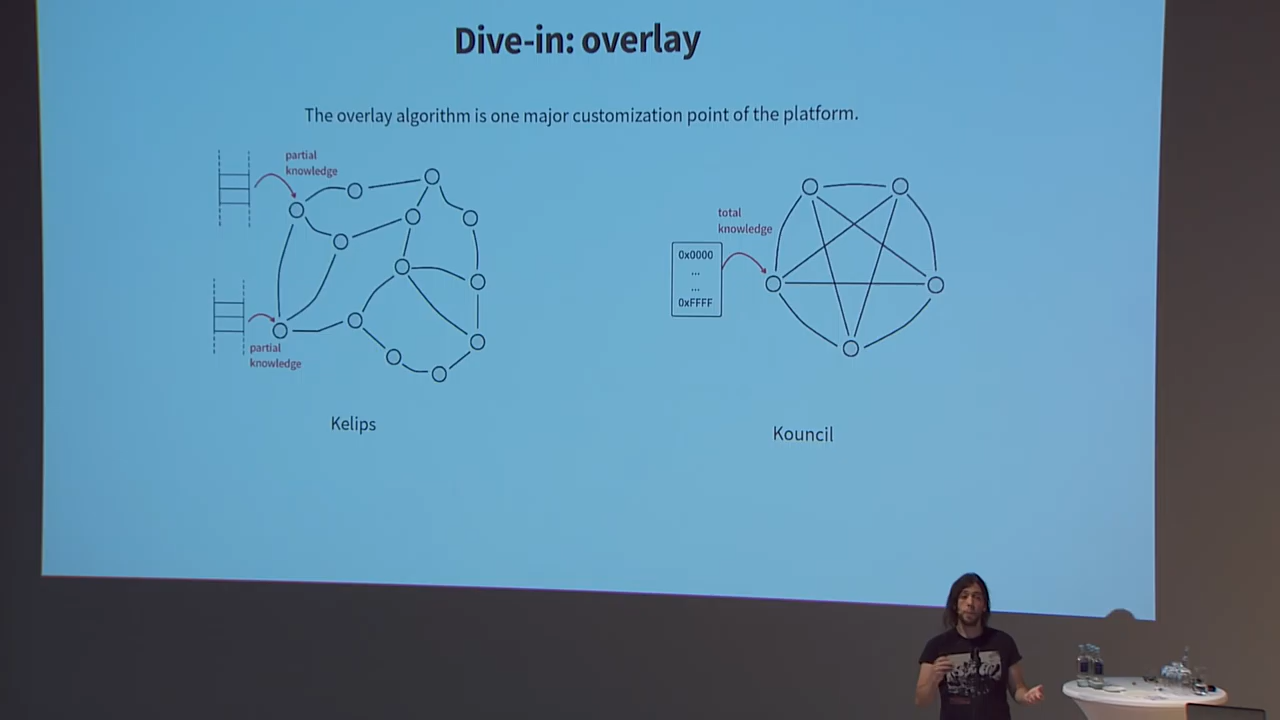 Dive-in: overlay
The overlay algorithm is one major customization point of the platform.
partial
knowledge
partial
knowledge
Kelips
total
knowledge
0x0000
...
...
0xFFFF
Kouncil